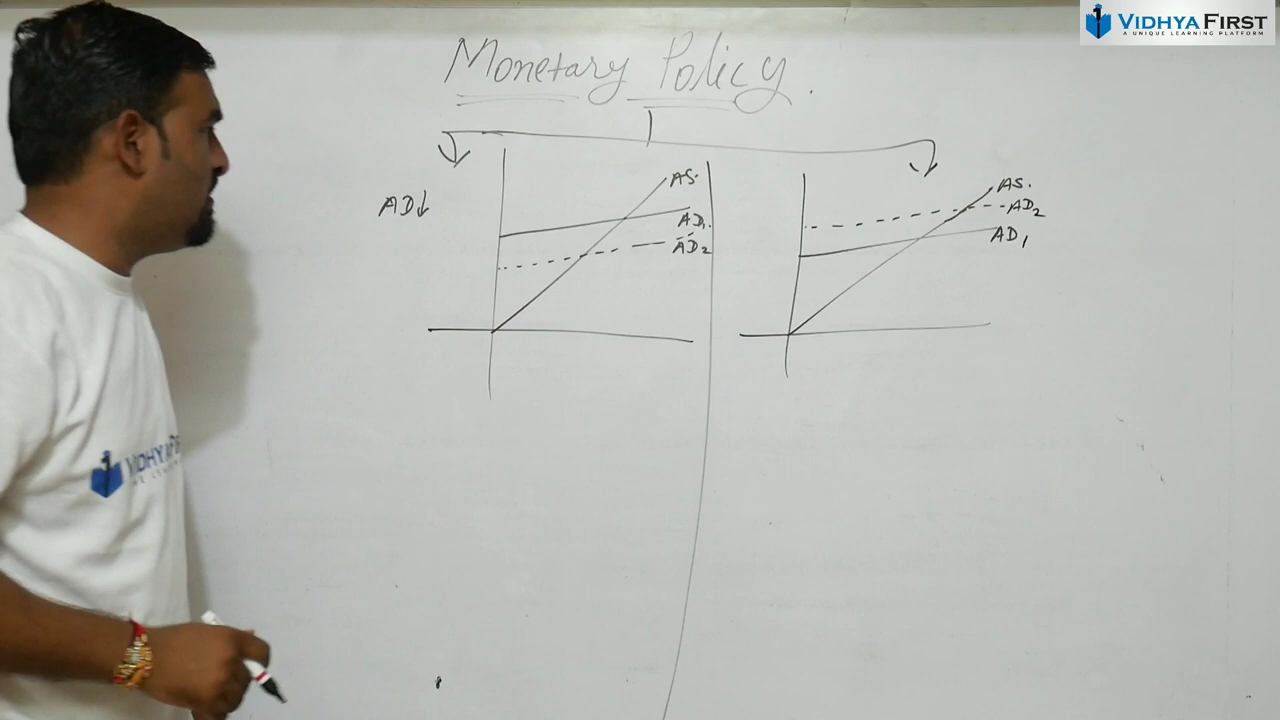 VIDHYA FIRST
A UNIQUE LEARNING PLATFORM
Monetary Policy.
AD↓
AS.
AD1.
AD2
AS.
AD2
AD1